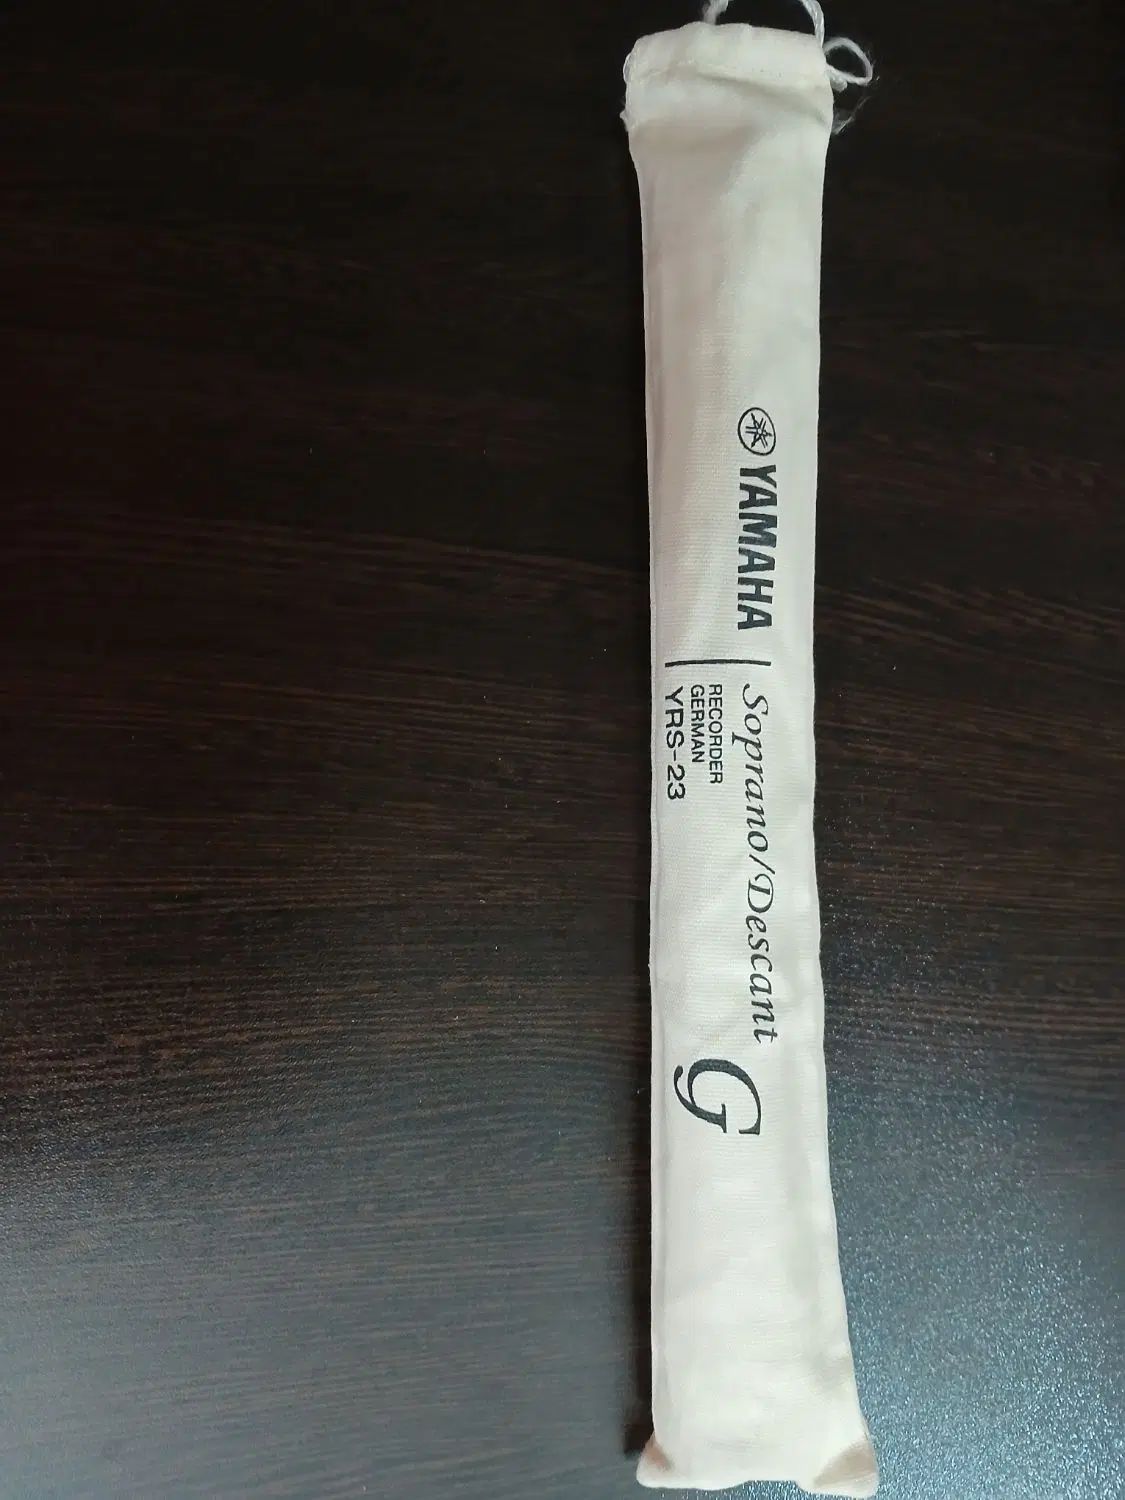 YAMAHA
Soprano/Descant
RECORDER
GERMAN
YRS-23
G